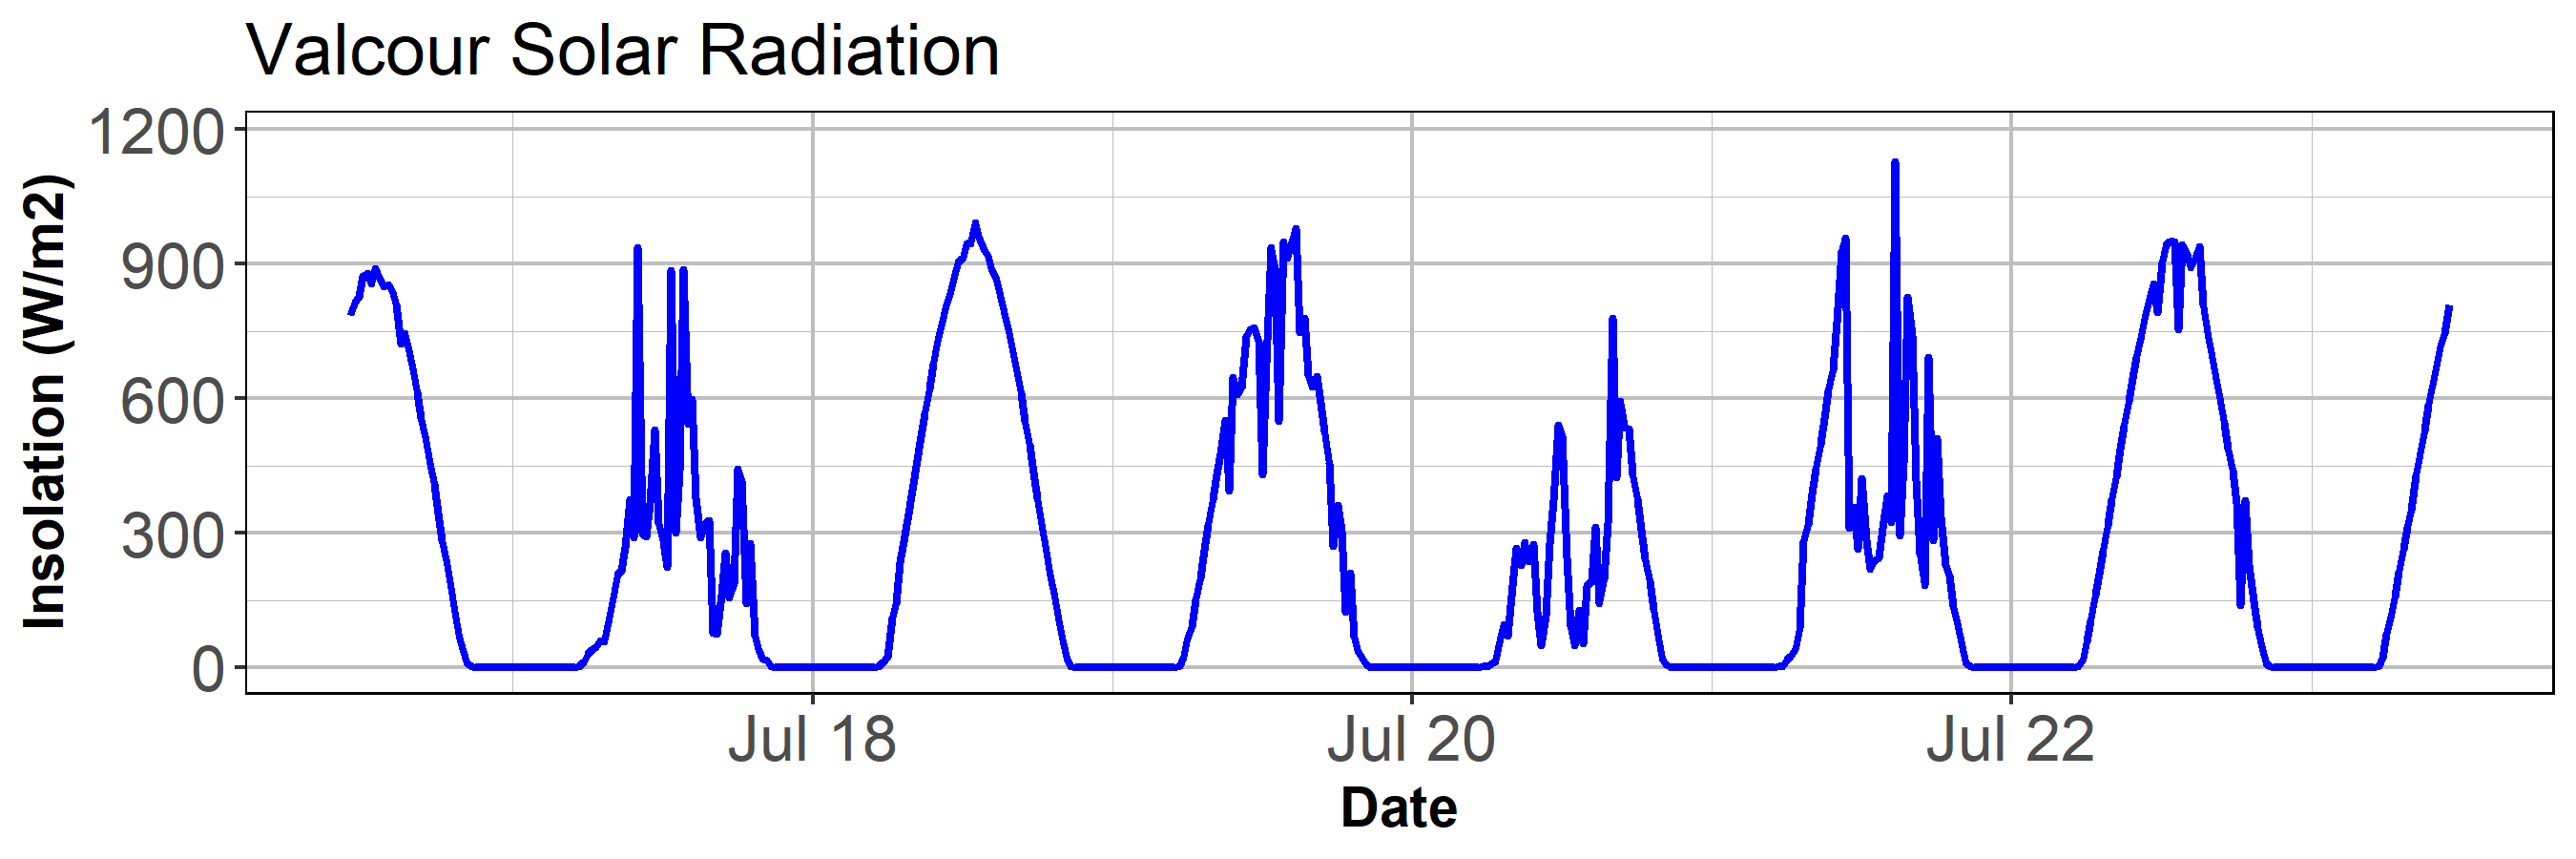 Valcour Solar Radiation
1200
900
600
300
0
Insolation (W/m2)
Jul 18
Jul 20
Jul 22
Date